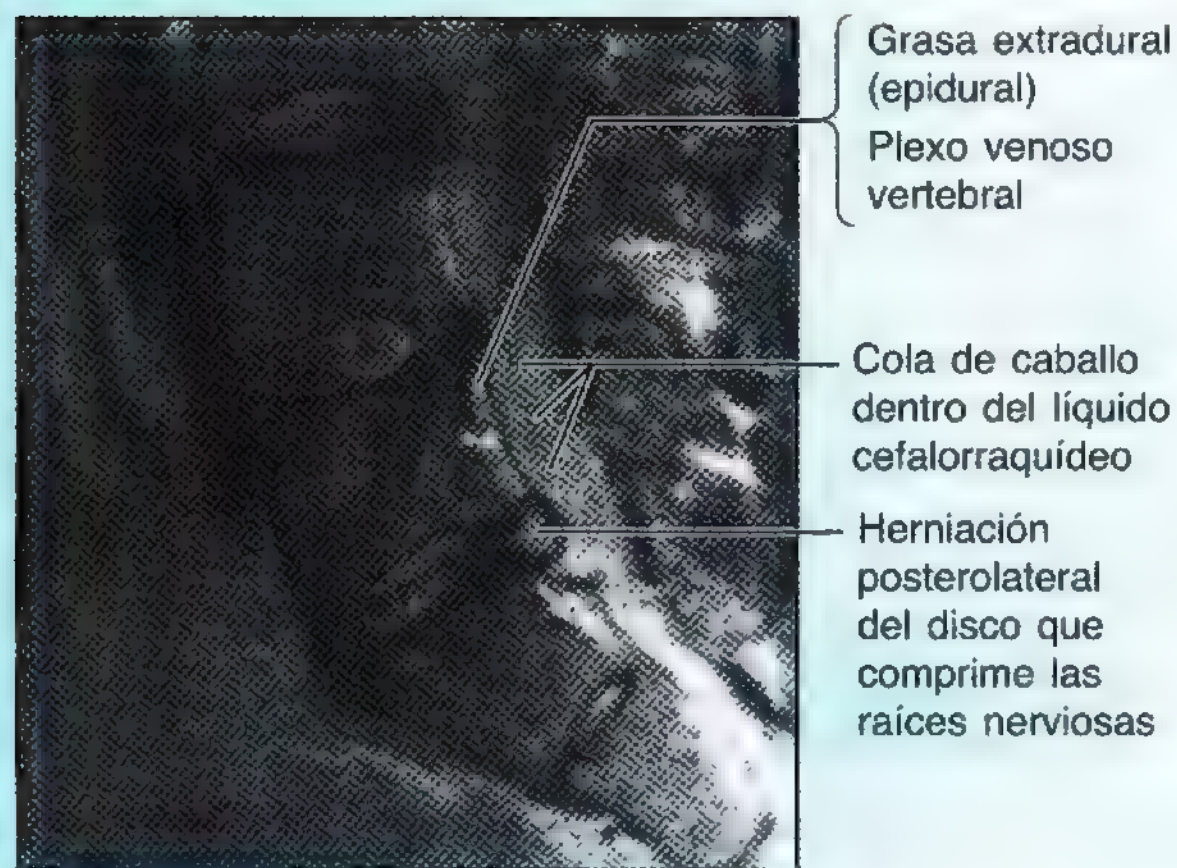 Grasa extradural
(epidural)
Plexo venoso
vertebral
Cola de caballo
dentro del líquido
cefalorraquídeo
Herniación
posterolateral
del disco que
comprime las
raíces nerviosas